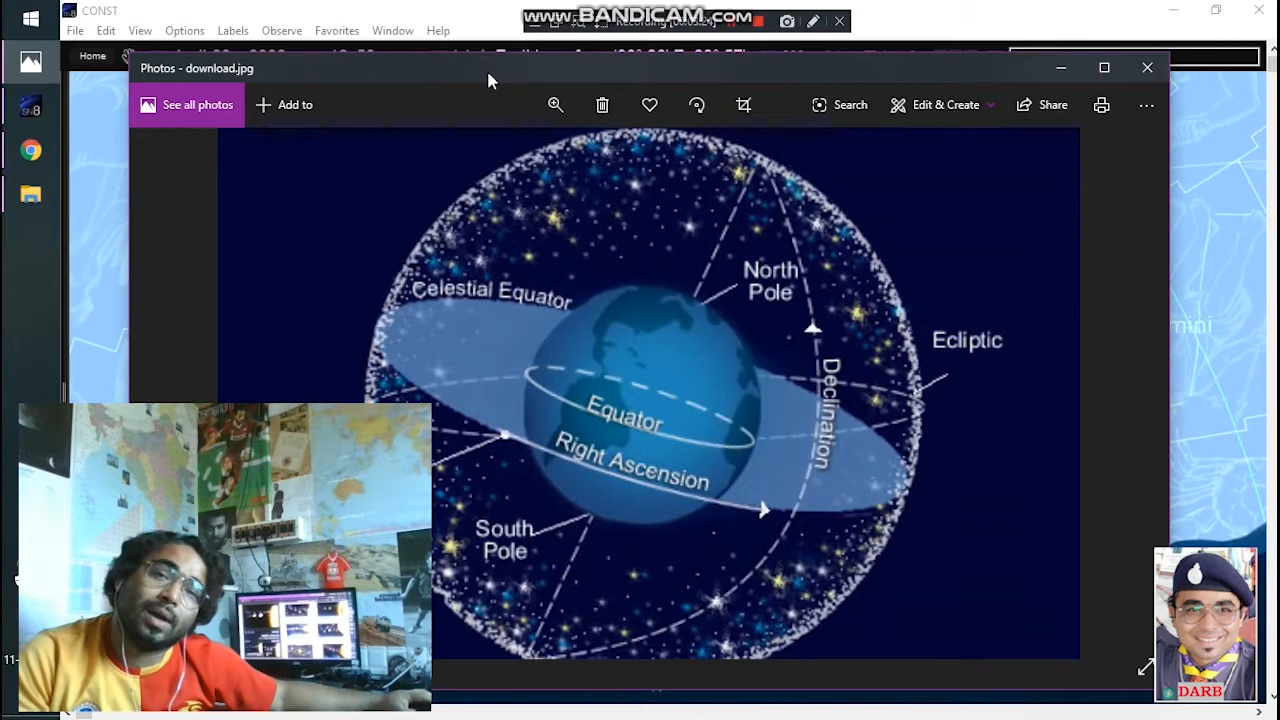 CONST
www.BANDICAM.com
File Edit View Options Labels Observe Favorites Window Help
Home
Photos - download.jpg
See all photos
Add to
Search
Edit & Create
Share
North
Pole
Celestial Equator
Ecliptic
Declination
Equator
Right Ascension
South
Pole
mini
DARB